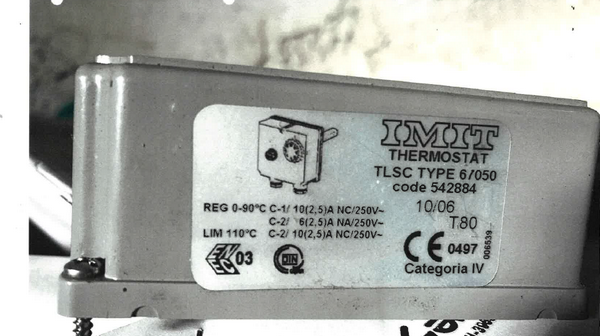 IMIT
THERMOSTAT
TLSC TYPE 6/050
code 542884
REG 0-90°C C-1/ 10(2,5)A NC/250V~
C-2/ 6(2,5)A NA/250V~
LIM 110°C C-2/ 10(2,5)A NC/250V~
10/06
T80
006539
03
DIN
CE 0497
Categoria IV